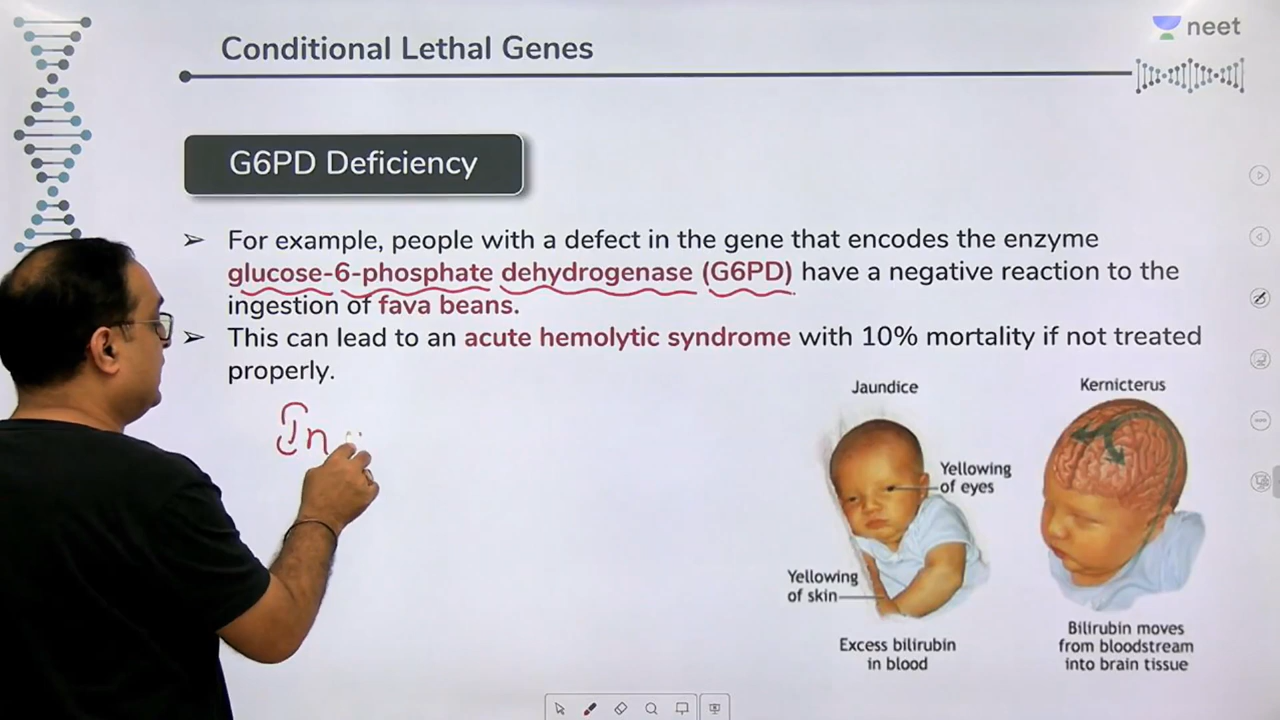 Conditional Lethal Genes
neet
G6PD Deficiency
➢ For example, people with a defect in the gene that encodes the enzyme
glucose-6-phosphate dehydrogenase (G6PD) have a negative reaction to the
ingestion of fava beans.
➢ This can lead to an acute hemolytic syndrome with 10% mortality if not treated
properly.
In
Jaundice
Yellowing
of eyes
Yellowing
of skin
Excess bilirubin
in blood
Kernicterus
Bilirubin moves
from bloodstream
into brain tissue